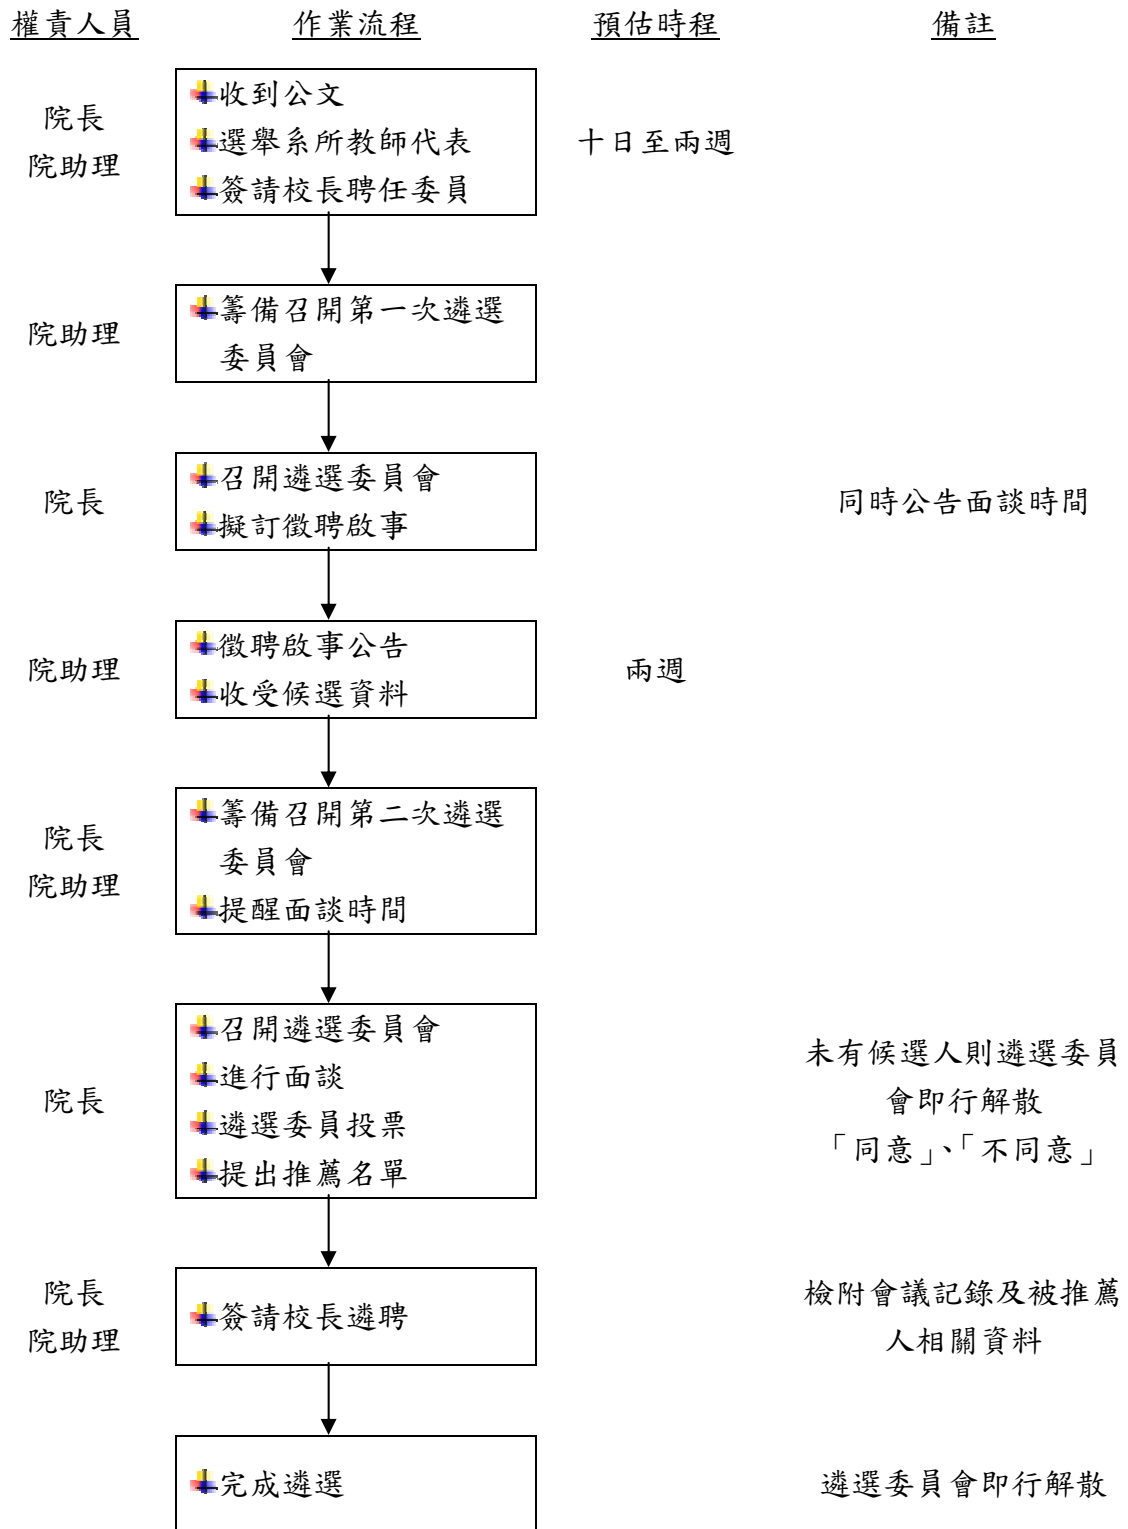 權責人員 作業流程 預估時程 備註
院長
院助理
收到公文
選舉系所教師代表
簽請校長聘任委員
十日至兩週
院助理
籌備召開第一次遴選
委員會
院長
召開遴選委員會
擬訂徵聘啟事
同時公告面談時間
院助理
徵聘啟事公告
收受候選資料
兩週
院長
院助理
籌備召開第二次遴選
委員會
提醒面談時間
院長
召開遴選委員會
進行面談
遴選委員投票
提出推薦名單
未有候選人則遴選委員
會即行解散
「同意」、「不同意」
院長
院助理
簽請校長遴聘
檢附會議記錄及被推薦
人相關資料
完成遴選
遴選委員會即行解散